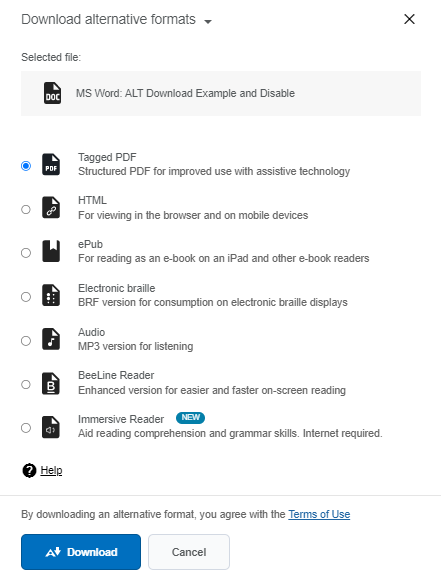 Download alternative formats
Selected file:
DOC
MS Word: ALT Download Example and Disable
Tagged PDF
PDF
Structured PDF for improved use with assistive technology
HTML
For viewing in the browser and on mobile devices
ePub
For reading as an e-book on an iPad and other e-book readers
Electronic braille
BRF version for consumption on electronic braille displays
Audio
MP3 version for listening
BeeLine Reader
B
Enhanced version for easier and faster on-screen reading
Immersive Reader NEW
Aid reading comprehension and grammar skills. Internet required.
? Help
By downloading an alternative format, you agree with the Terms of Use
A Download
Cancel